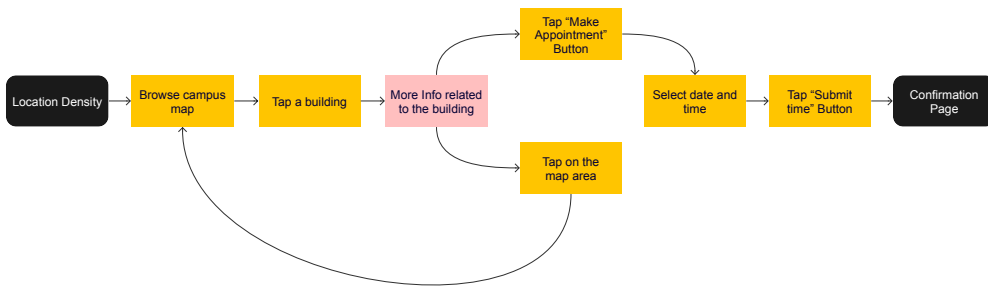 Location Density
Browse campus
map
Tap a building
More Info related
to the building
Tap “Make
Appointment”
Button
Tap on the
map area
Select date and
time
Tap “Submit
time” Button
Confirmation
Page